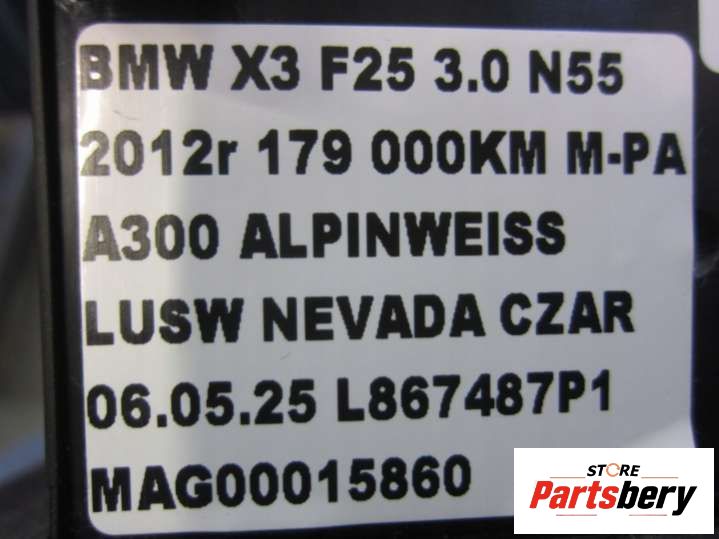 BMW X3 F25 3.0 N55
2012r 179 000KM M-PA
A300 ALPINWEISS
LUSW NEVADA CZAR
06.05.25 L867487P1
MAG00015860
STORE
Partsbery